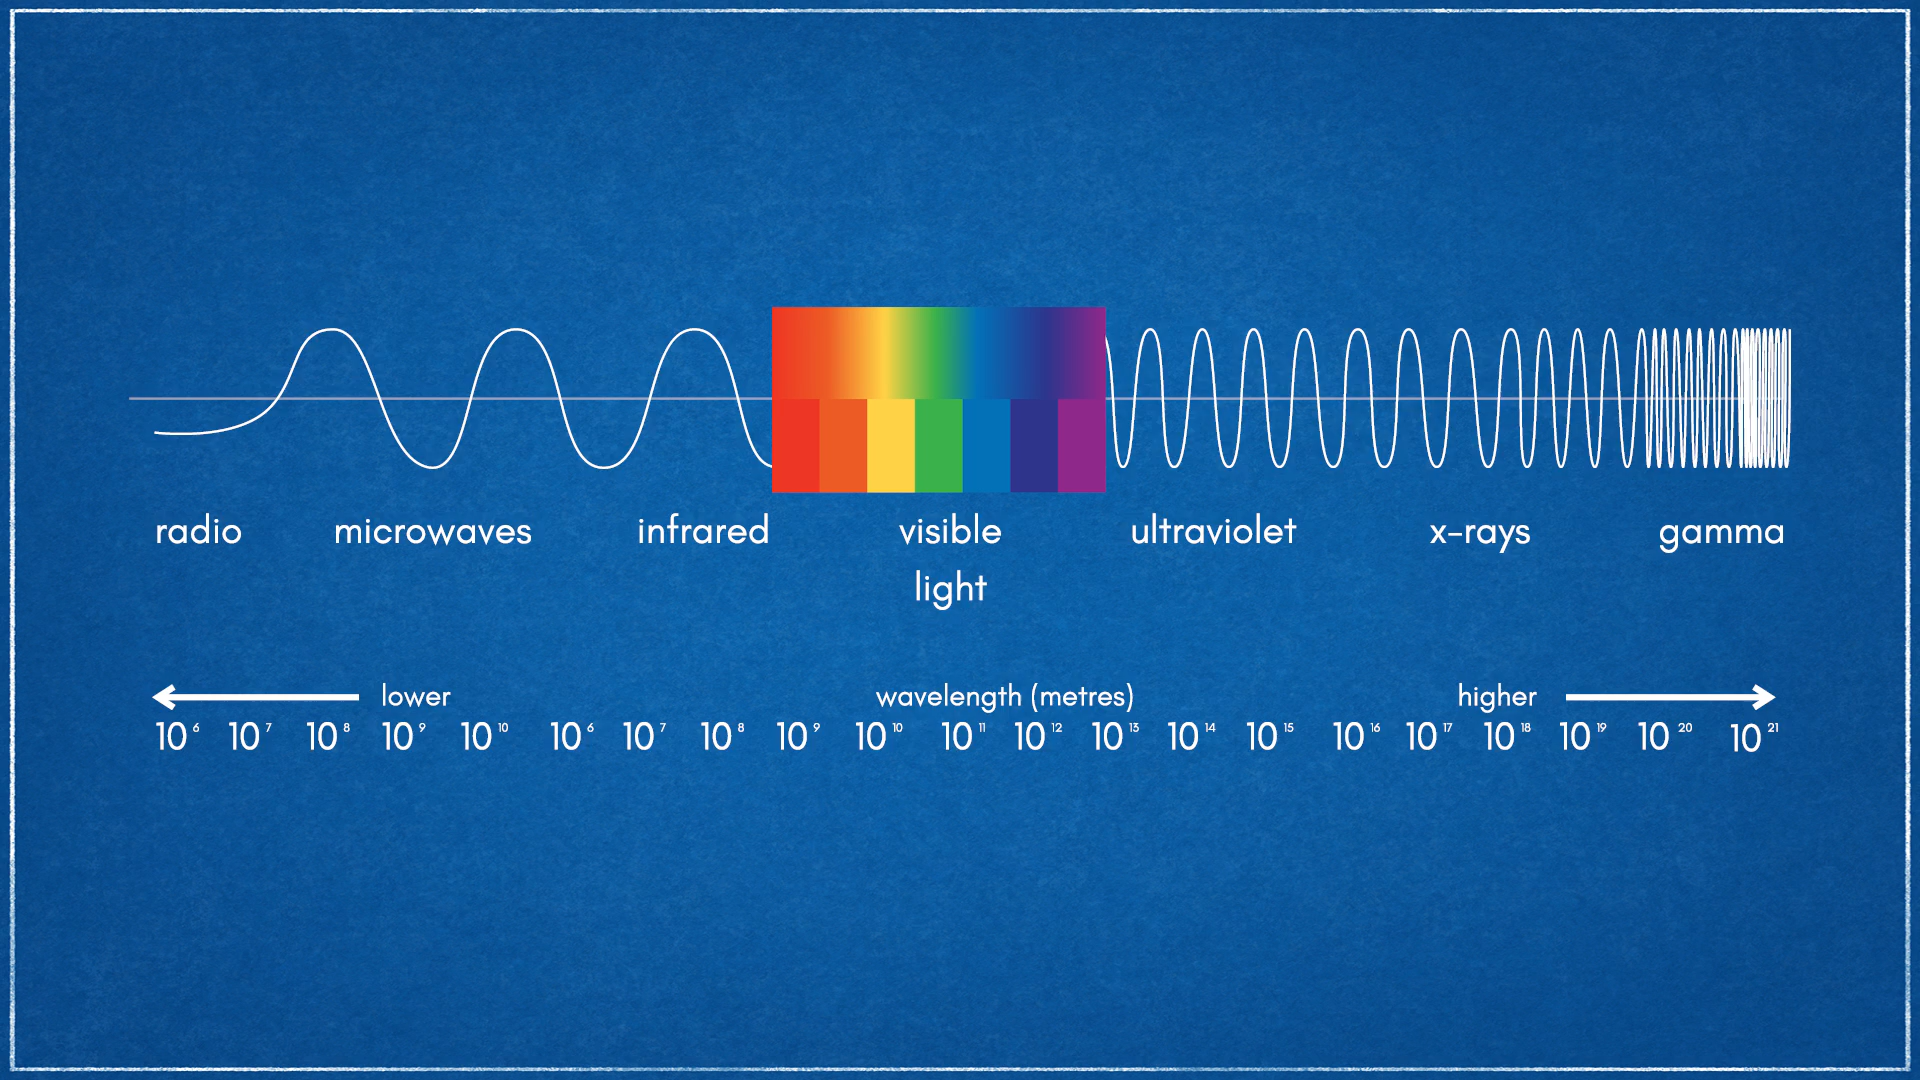 radio microwaves infrared visible ultraviolet x-rays gamma
light
lower wavelength (metres) higher
10⁶ 10⁷ 10⁸ 10⁹ 10¹⁰ 10⁶ 10⁷ 10⁸ 10⁹ 10¹⁰ 10¹¹ 10¹² 10¹³ 10¹⁴ 10¹⁵ 10¹⁶ 10¹⁷ 10¹⁸ 10¹⁹ 10²⁰ 10²¹